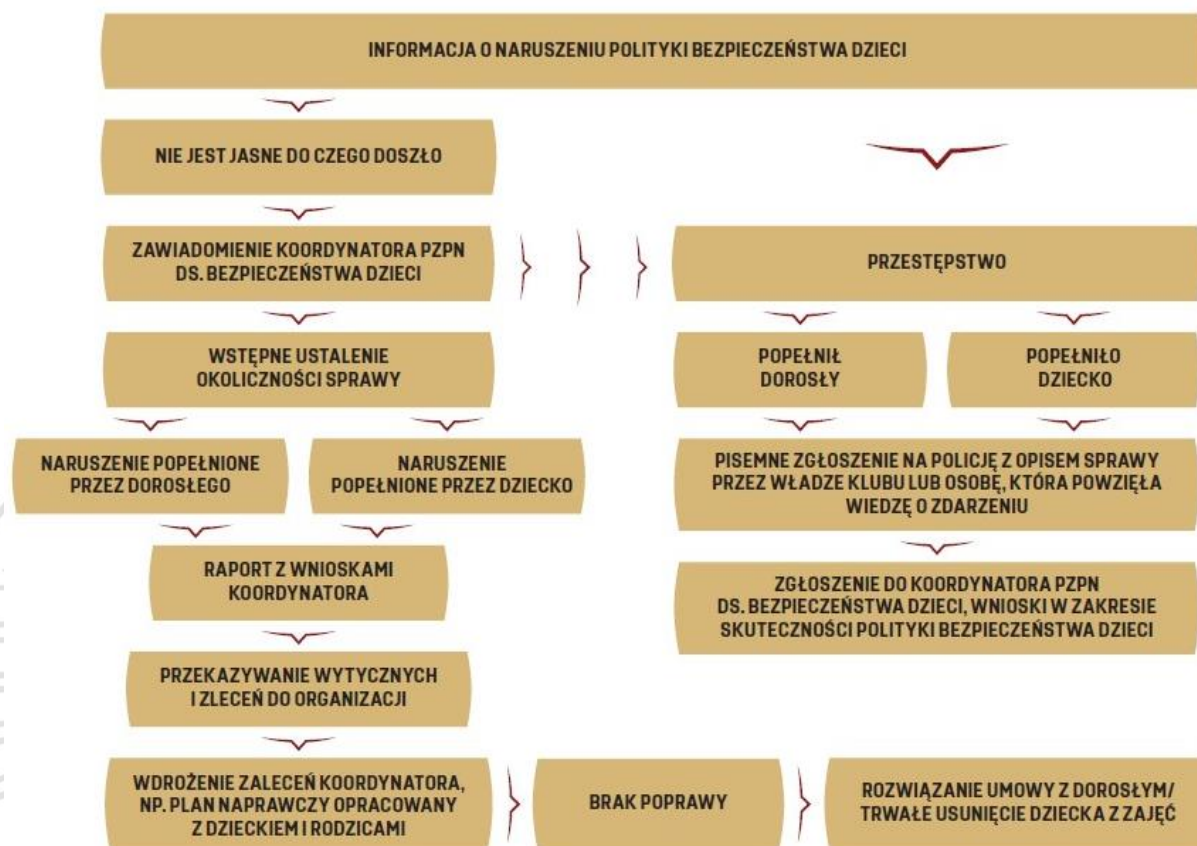 INFORMACJA O NARUSZENIU POLITYKI BEZPIECZEŃSTWA DZIECI
NIE JEST JASNE DO CZEGO DOSZŁO
ZAWIADOMIENIE KOORDYNATORA PZPN
DS. BEZPIECZEŃSTWA DZIECI
PRZESTĘPSTWO
WSTĘPNE USTALENIE
OKOLICZNOŚCI SPRAWY
POPEŁNIŁ
DOROSŁY
POPEŁNIŁO
DZIECKO
NARUSZENIE POPEŁNIONE
PRZEZ DOROSŁEGO
NARUSZENIE
POPEŁNIONE PRZEZ DZIECKO
PISEMNE ZGŁOSZENIE NA POLICJĘ Z OPISEM SPRAWY
PRZEZ WŁADZE KLUBU LUB OSOBĘ, KTÓRA POWZIĘŁA
WIEDZĘ O ZDARZENIU
RAPORT Z WNIOSKAMI
KOORDYNATORA
ZGŁOSZENIE DO KOORDYNATORA PZPN
DS. BEZPIECZEŃSTWA DZIECI, WNIOSKI W ZAKRESIE
SKUTECZNOŚCI POLITYKI BEZPIECZEŃSTWA DZIECI
PRZEKAZYWANIE WYTYCZNYCH
I ZLECEŃ DO ORGANIZACJI
WDROŻENIE ZALECEŃ KOORDYNATORA,
NP. PLAN NAPRAWCZY OPRACOWANY
Z DZIECKIEM I RODZICAMI
BRAK POPRAWY
ROZWIĄZANIE UMOWY Z DOROSŁYM/
TRWAŁE USUNIĘCIE DZIECKA Z ZAJĘĆ